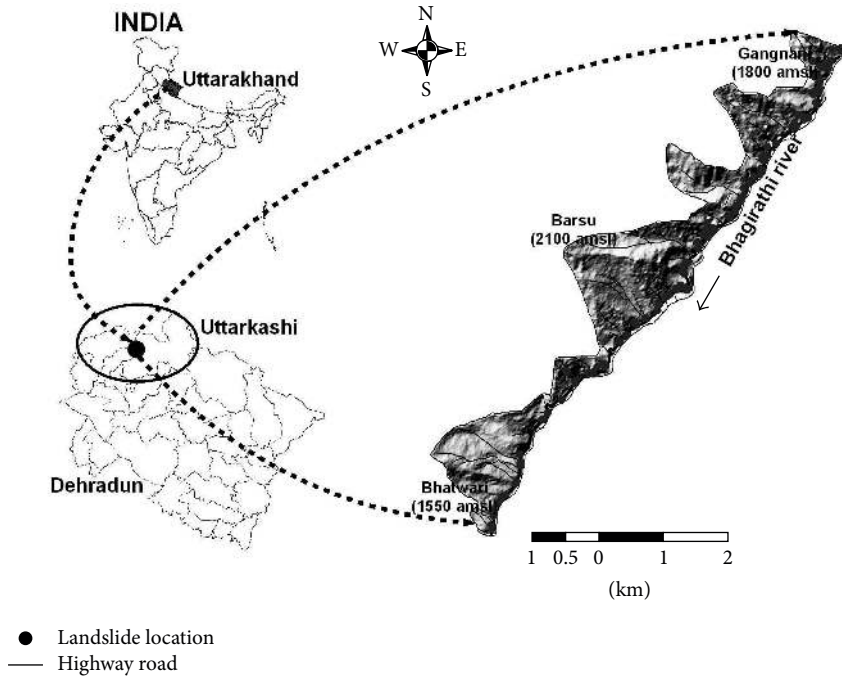 INDIA
Uttarakhand
N
W E
S
Gangnani
(1800 amsl)
Bhagirathi river
Barsu
(2100 amsl)
Uttarkashi
Dehradun
Bhatwari
(1550 amsl)
1 0.5 0 1 2
(km)
Landslide location
Highway road